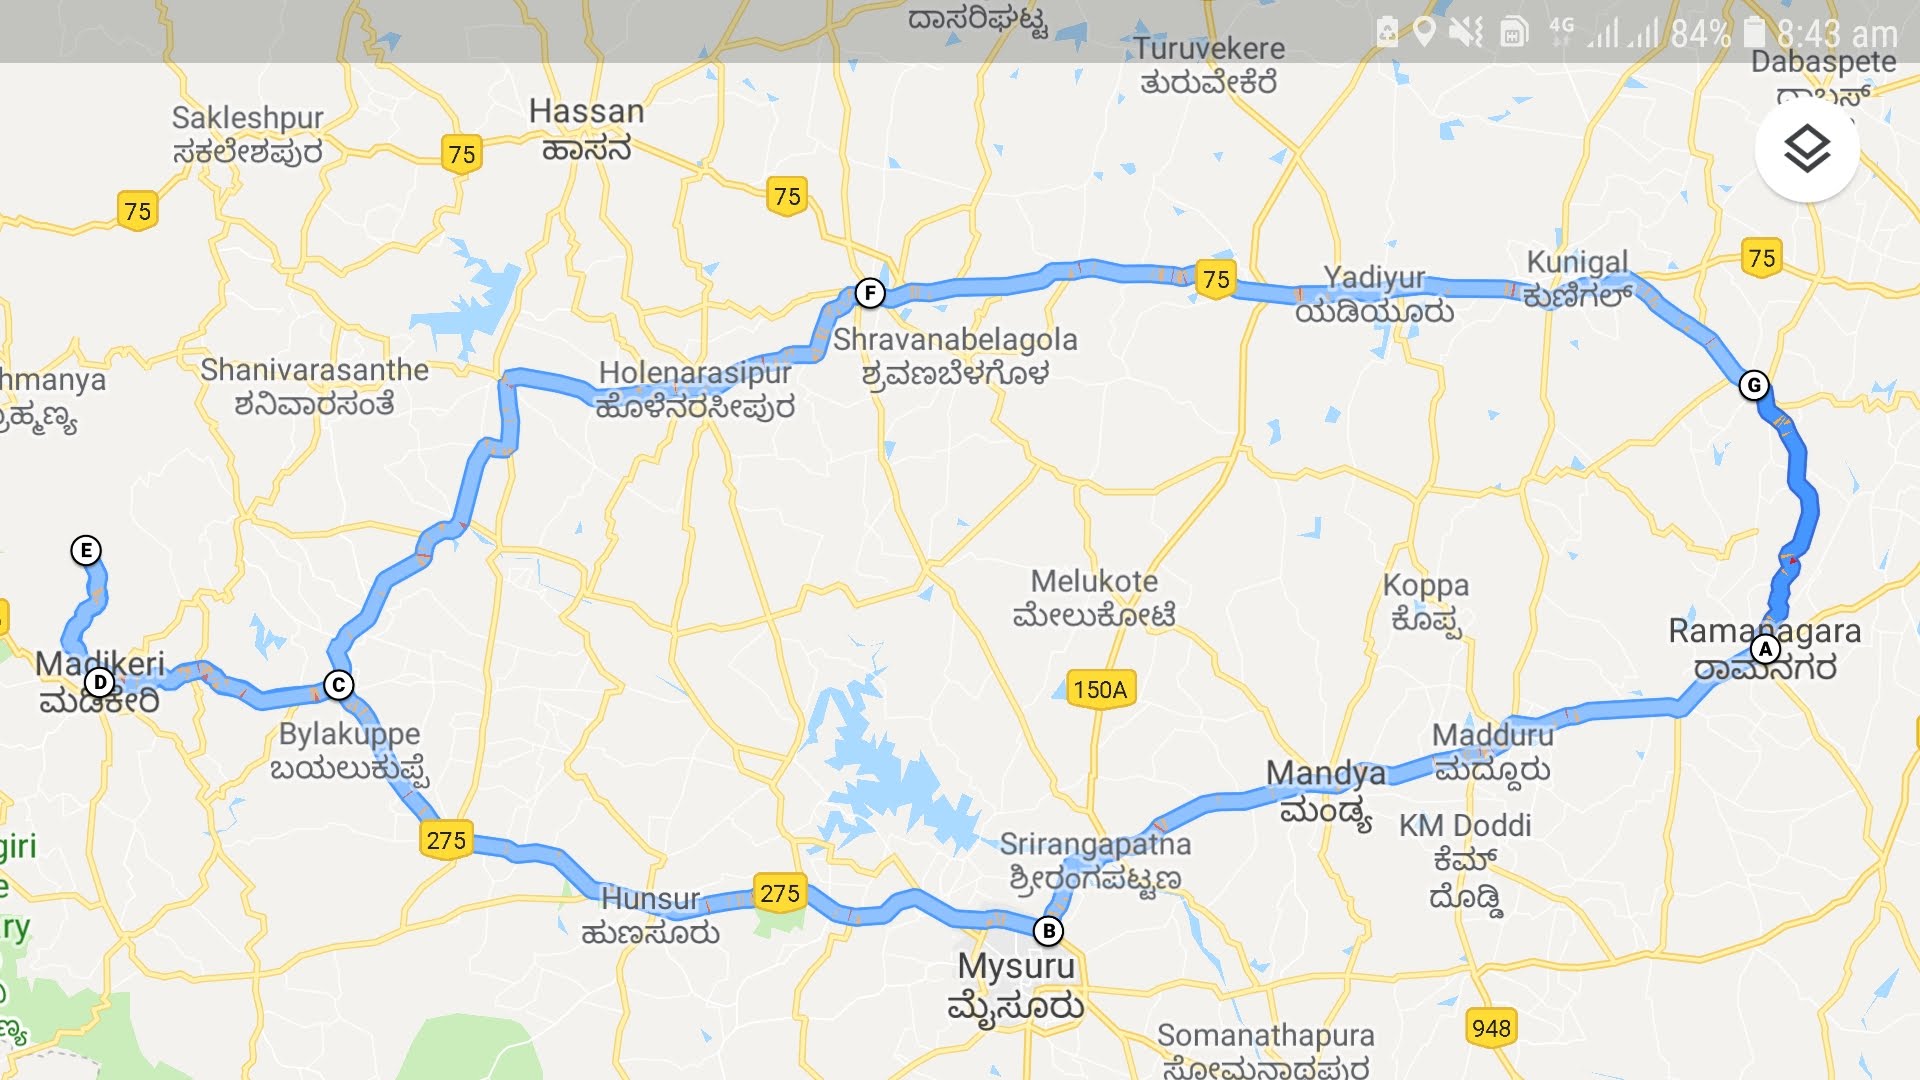 ದಾಸರಿಘಟ್ಟ
4G 84% 8:43 am
Turuvekere
ತುರುವೇಕೆರೆ
Dabaspete
Sakleshpur
ಸಕಲೇಶಪುರ
Hassan
ಹಾಸನ
75
75
75
75
75
F
Yadiyur
ಯಡಿಯೂರು
Kunigal
ಕುಣಿಗಲ್
Shravanabelagola
ಶ್ರವಣಬೆಳಗೊಳ
hmanya
Shanivarasanthe
ಶನಿವಾರಸಂತೆ
Holenarasipur
ಹೊಳೆನರಸೀಪುರ
G
E
Melukote
ಮೇಲುಕೋಟೆ
Koppa
ಕೊಪ್ಪ
Ramanagara
ರಾಮನಗರ
A
Madikeri
ಮಡಿಕೇರಿ
D
C
150A
Bylakuppe
ಬಯಲುಕುಪ್ಪೆ
Madduru
ಮದ್ದೂರು
Mandya
ಮಂಡ್ಯ
275
KM Doddi
ಕೆಮ್
ದೊಡ್ಡಿ
Srirangapatna
ಶ್ರೀರಂಗಪಟ್ಟಣ
giri
e
ry
Hunsur
ಹುಣಸೂರು
275
B
Mysuru
ಮೈಸೂರು
948
Somanathapura
ಸೋಮನಾಥಪುರ